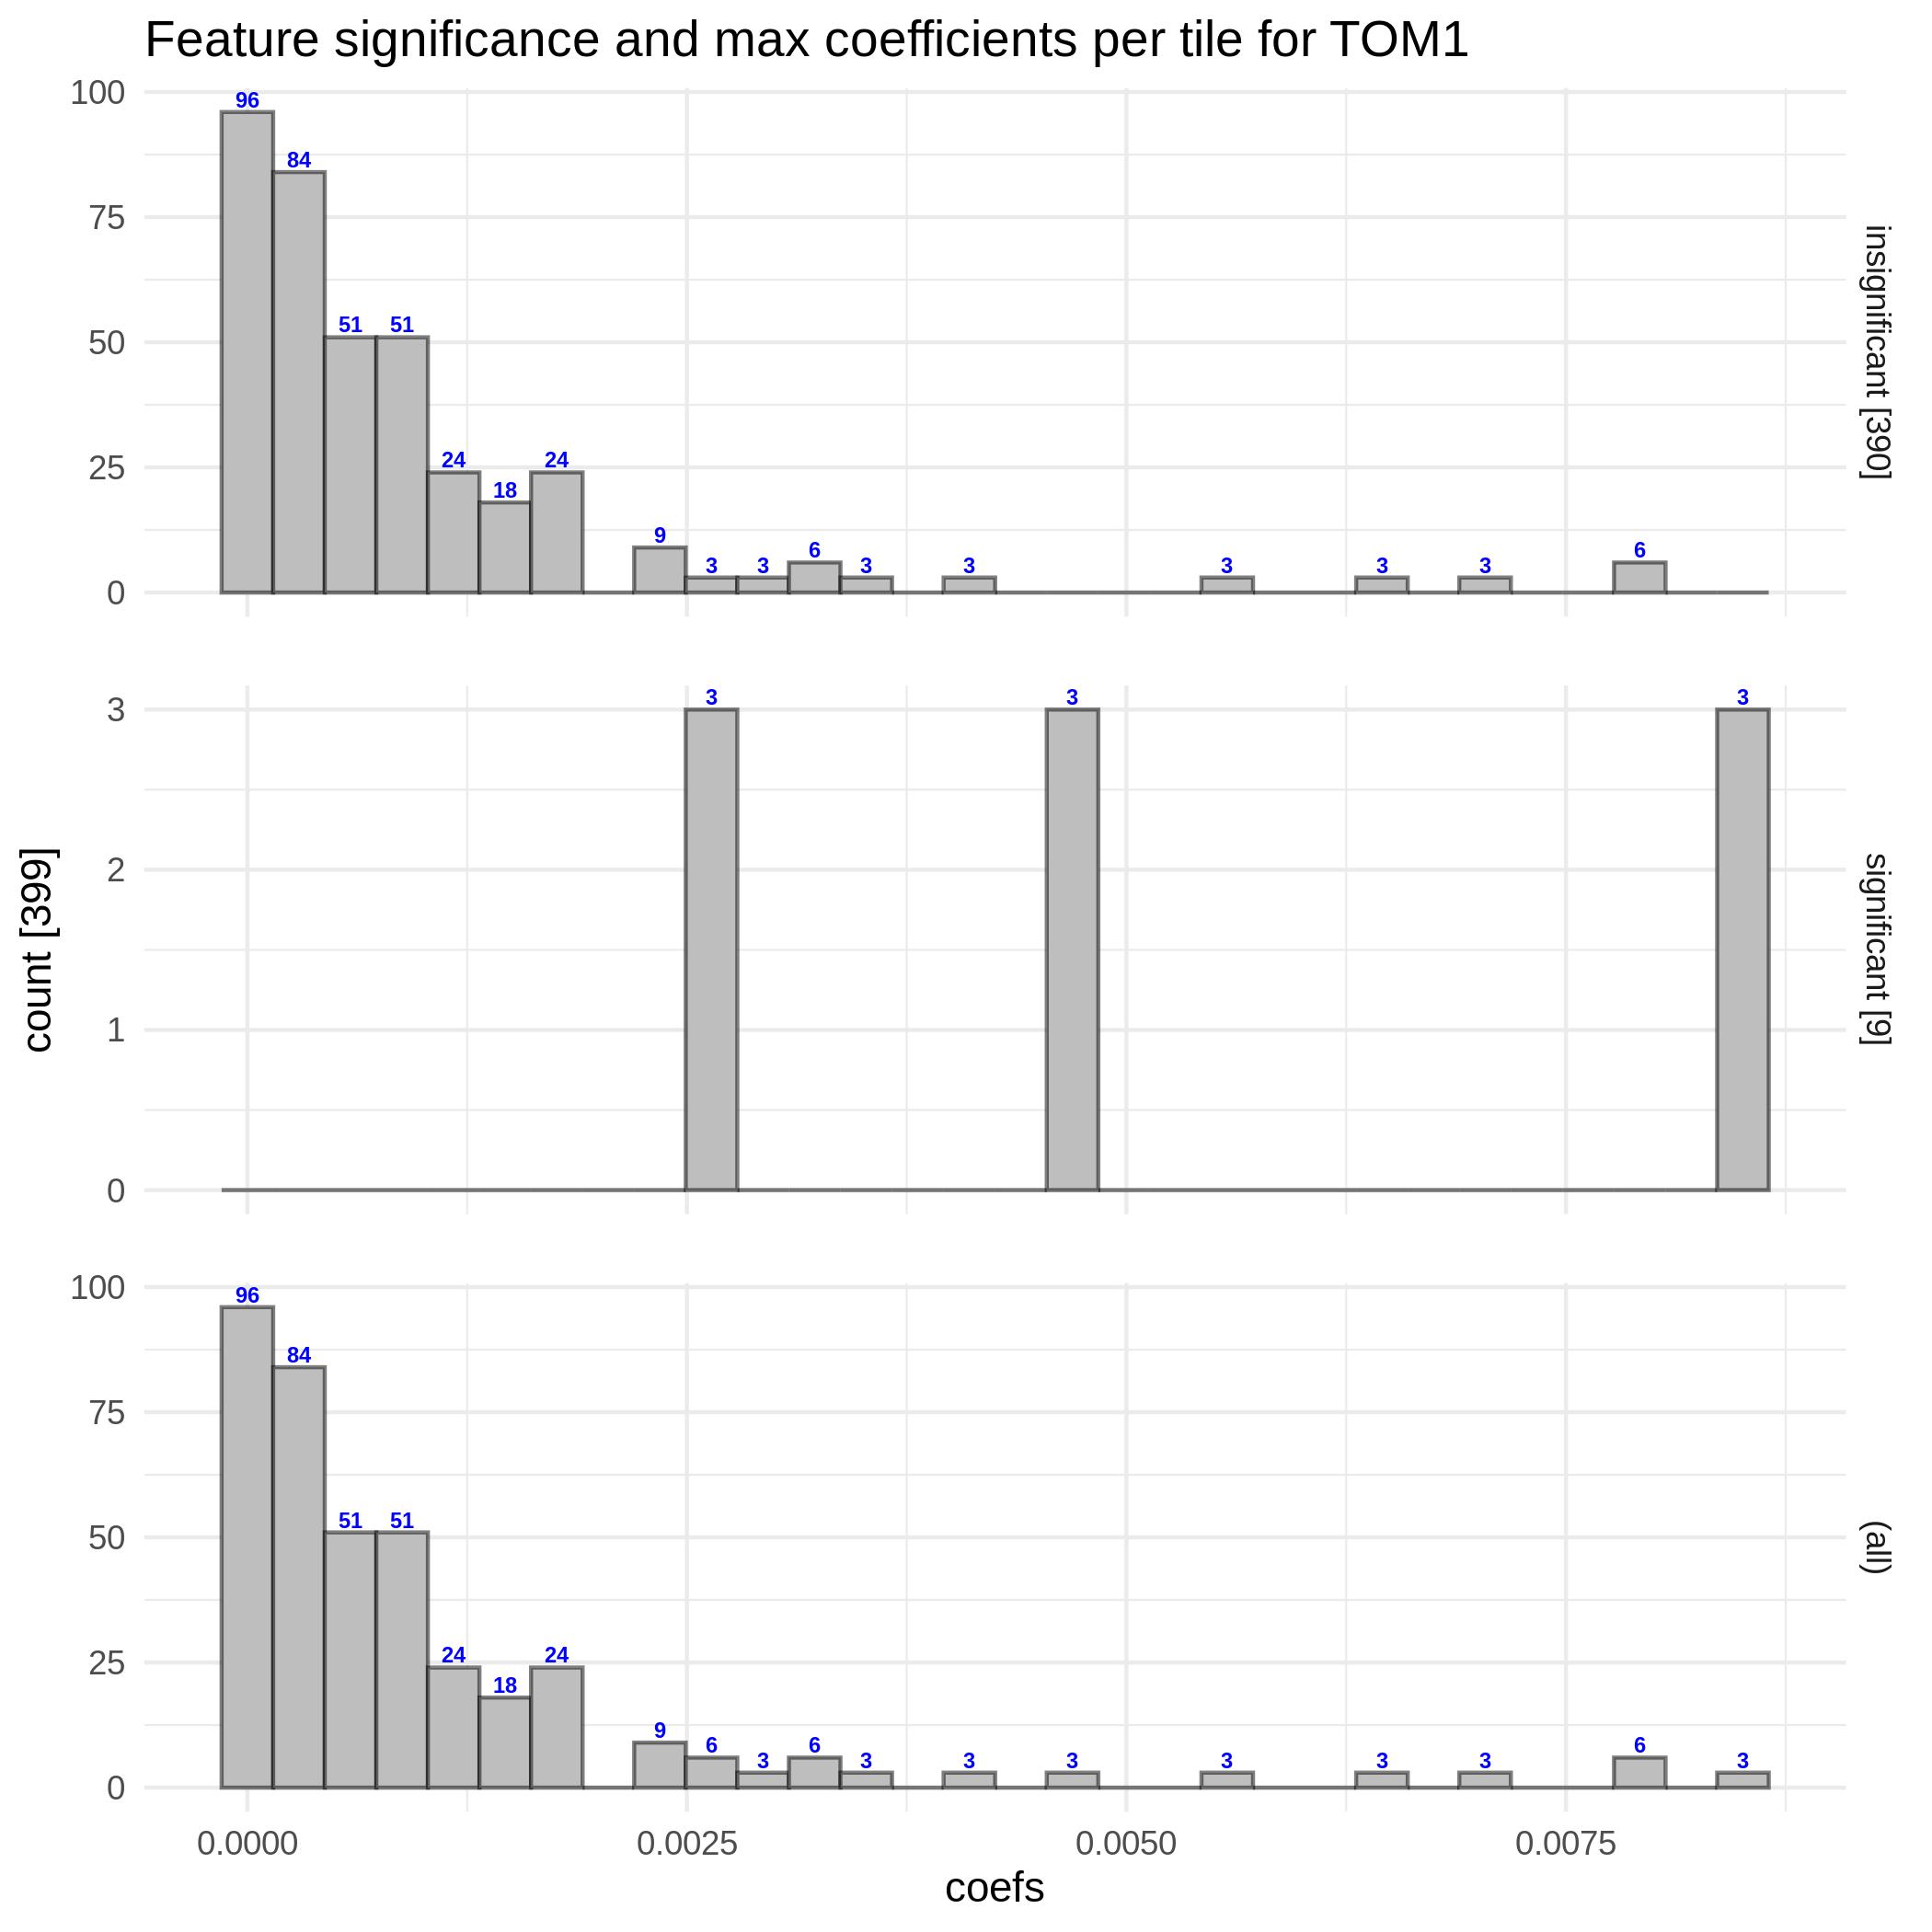 Feature significance and max coefficients per tile for TOM1
100
96
84
75
51 51
50
24 18 24
25
9 3 3 6 3 3 3 3 3 6
0
insignificant [390]
3 3 3
3
2
1
0
significant [9]
count [399]
100
96
84
75
51 51
50
24 18 24
25
9 6 3 6 3 3 3 3 3 3 6 3
0
(all)
0.0000 0.0025 0.0050 0.0075
coefs